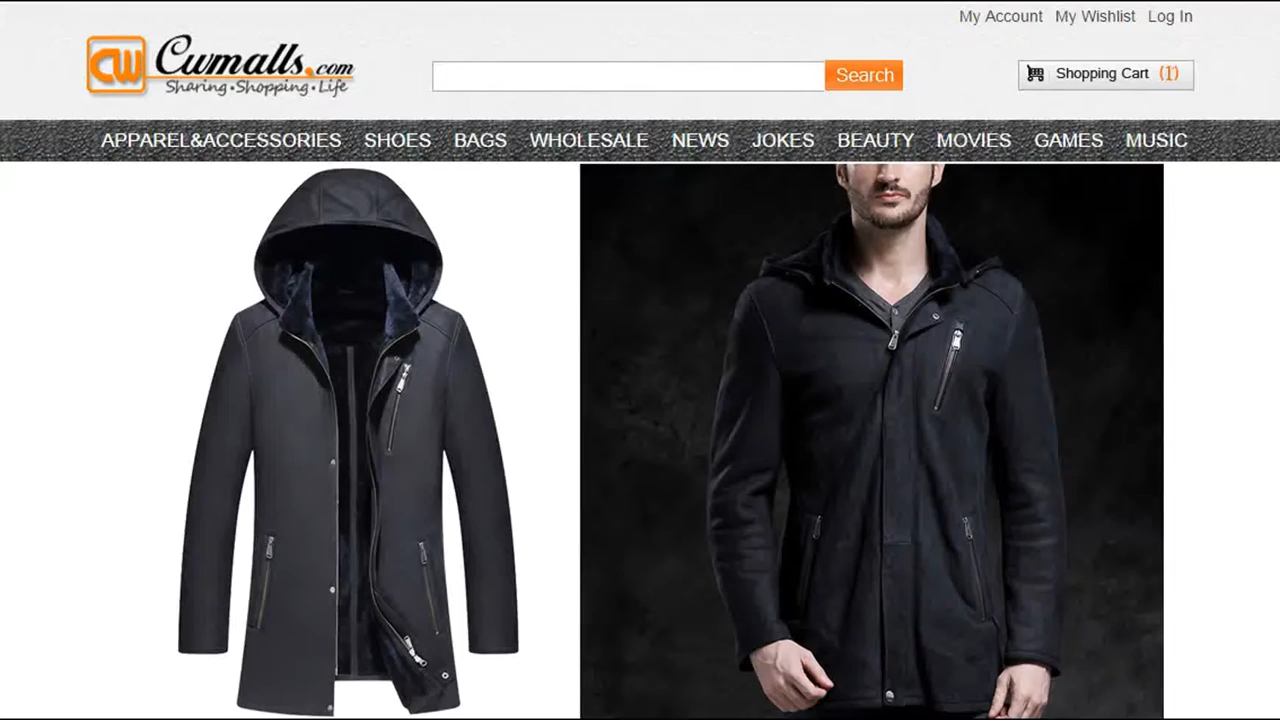 My Account My Wishlist Log In
CW Cwmalls.com
Sharing•Shopping•Life
Search
Shopping Cart (1)
APPAREL&ACCESSORIES SHOES BAGS WHOLESALE NEWS JOKES BEAUTY MOVIES GAMES MUSIC